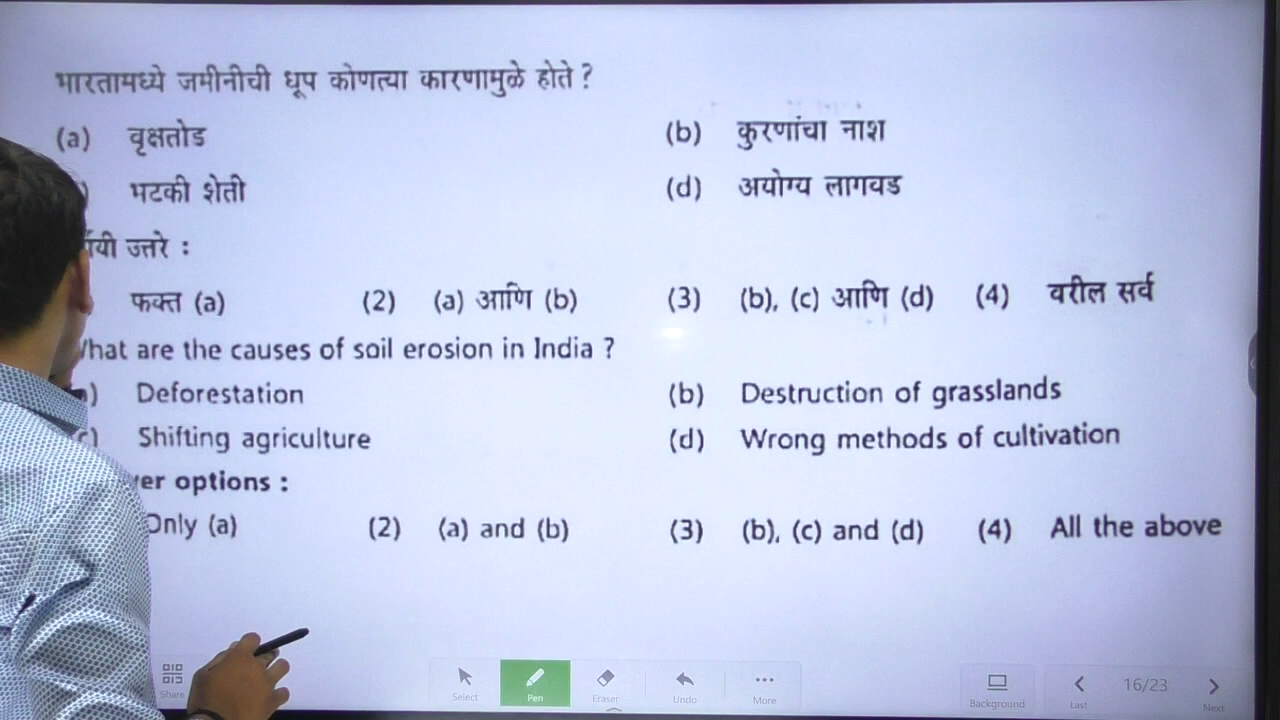 भारतामध्ये जमीनीची धूप कोणत्या कारणामुळे होते ?
(a) वृक्षतोड (b) कुरणांचा नाश
भटकी शेती (d) अयोग्य लागवड
उत्तरे :
फक्त (a) (2) (a) आणि (b) (3) (b), (c) आणि (d) (4) वरील सर्व
hat are the causes of soil erosion in India ?
Deforestation (b) Destruction of grasslands
Shifting agriculture (d) Wrong methods of cultivation
er options :
Only (a) (2) (a) and (b) (3) (b), (c) and (d) (4) All the above
Share Select Pen Eraser Undo More Background Last 16/23 Next